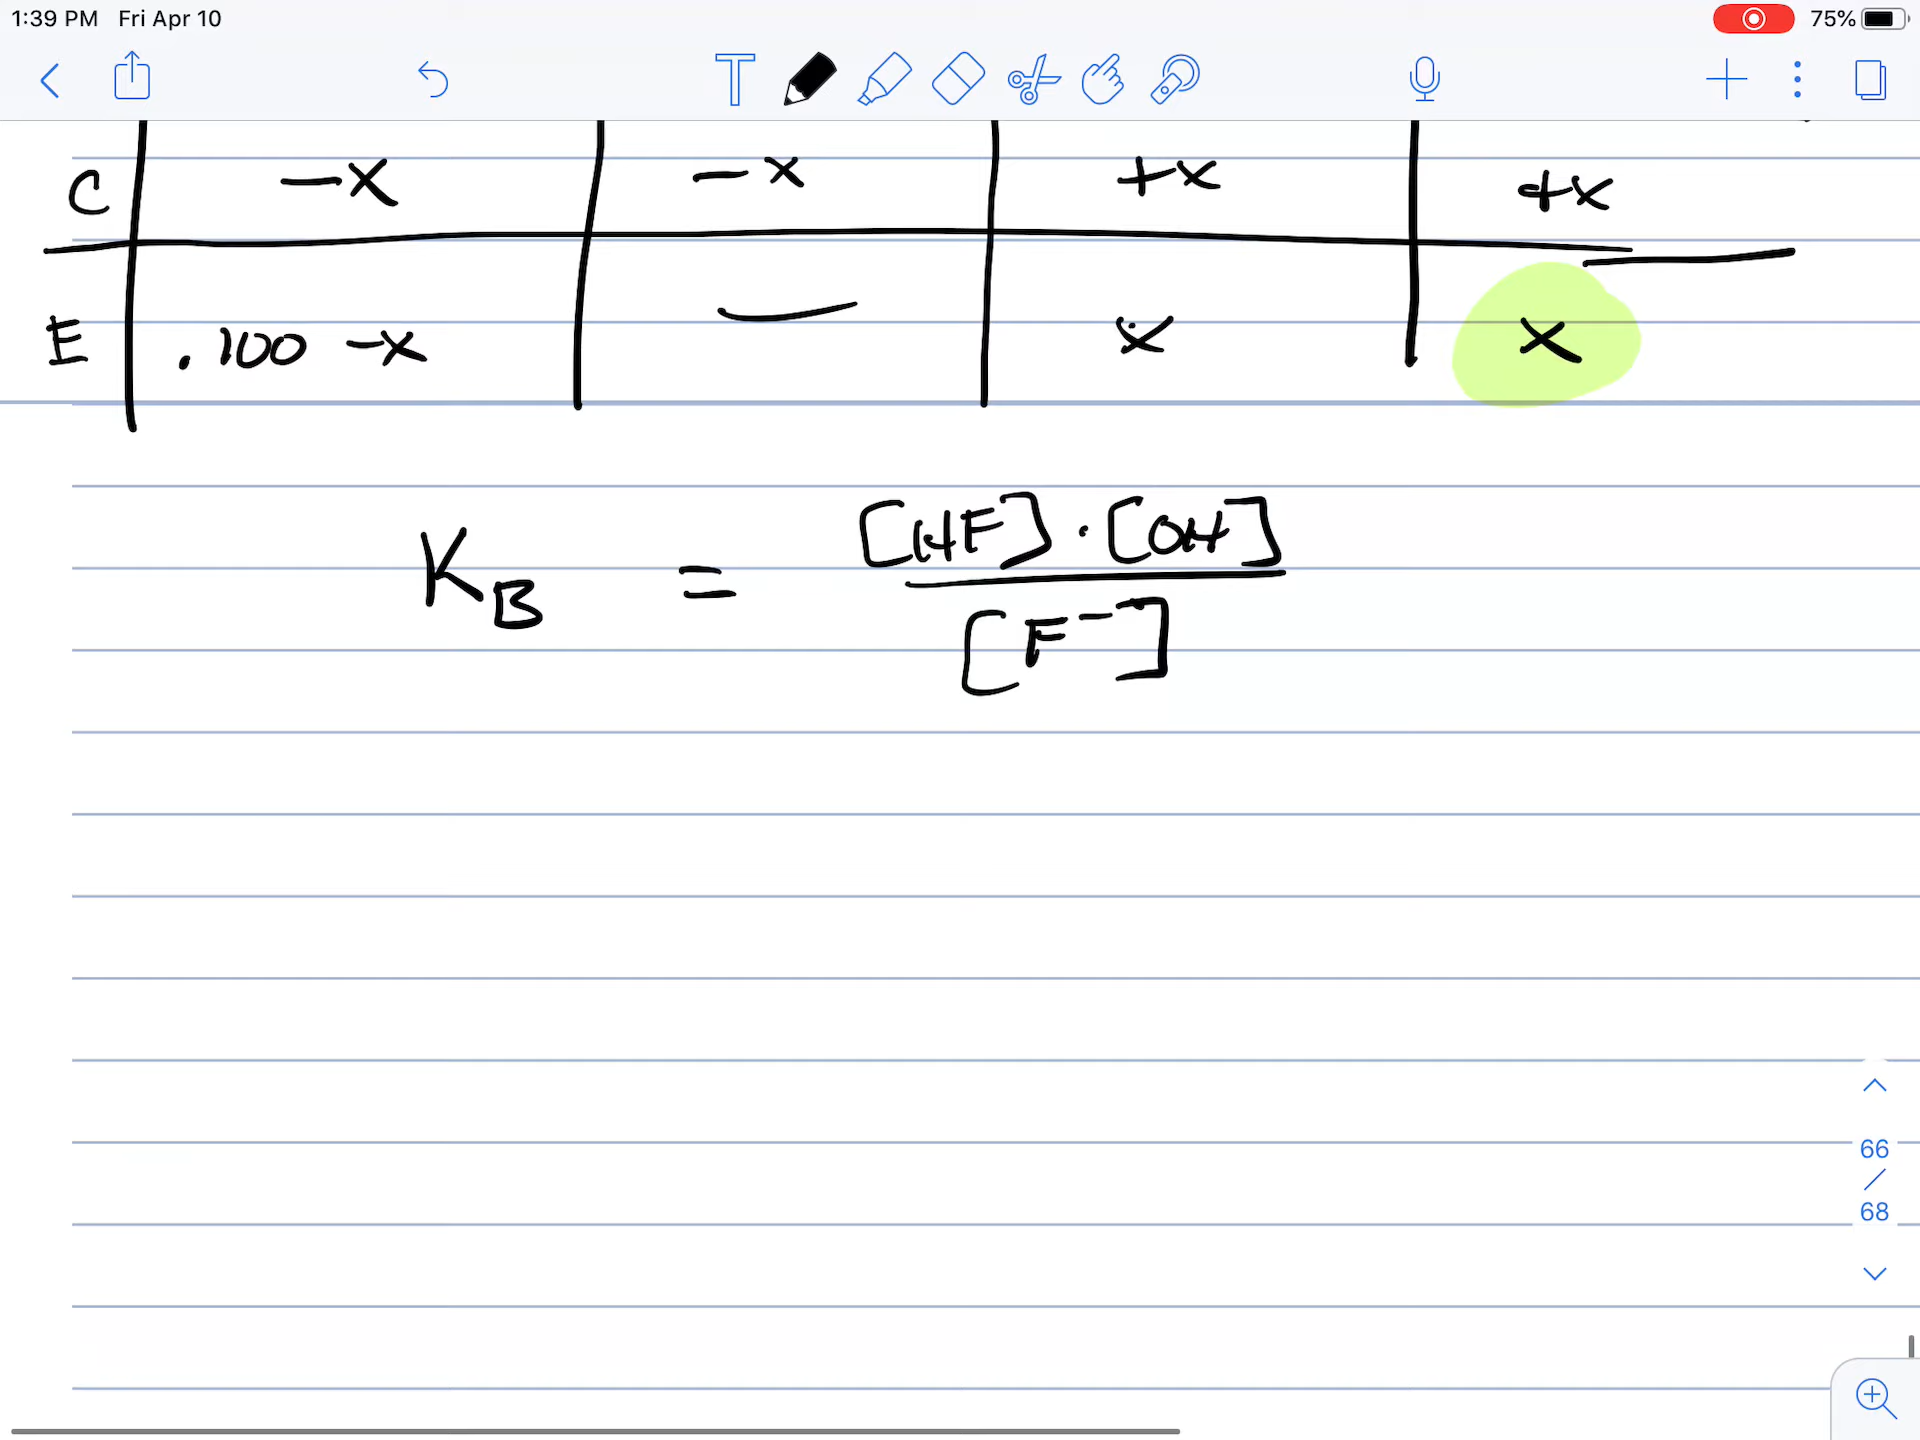 1:39 PM Fri Apr 10 75%
T
C -x -x +x +x
E .100 -x — x x
K_B = [HF] · [OH] / [F⁻]
66
/
68